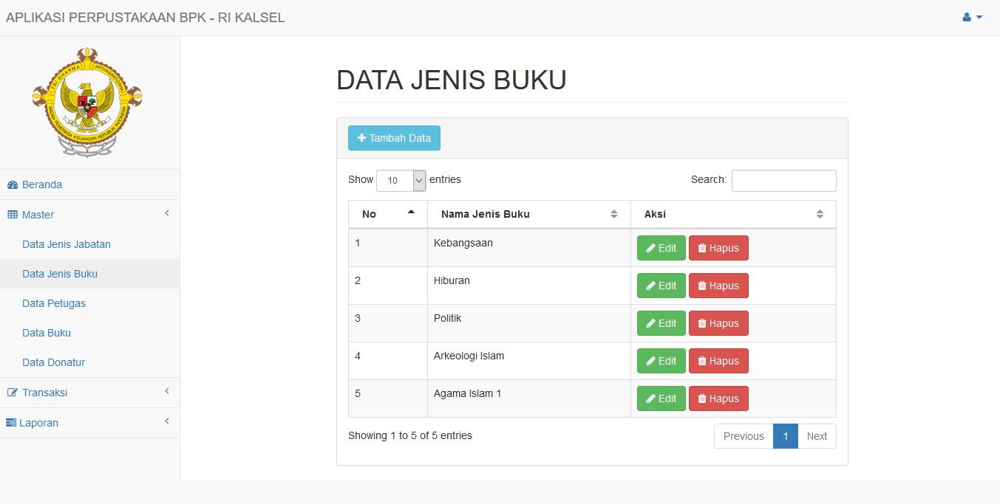 APLIKASI PERPUSTAKAAN BPK - RI KALSEL
TRI DHARMA ARTHASANTOSHA
BADAN PEMERIKSA KEUANGAN REPUBLIK INDONESIA
Beranda
Master
Data Jenis Jabatan
Data Jenis Buku
Data Petugas
Data Buku
Data Donatur
Transaksi
Laporan
DATA JENIS BUKU
Tambah Data
Show 10 entries Search:
No Nama Jenis Buku Aksi
1 Kebangsaan Edit Hapus
2 Hiburan Edit Hapus
3 Politik Edit Hapus
4 Arkeologi Islam Edit Hapus
5 Agama Islam 1 Edit Hapus
Showing 1 to 5 of 5 entries Previous 1 Next